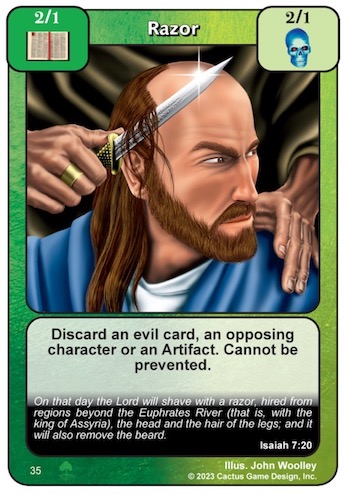 2/1
Razor
2/1
Discard an evil card, an opposing
character or an Artifact. Cannot be
prevented.
On that day the Lord will shave with a razor, hired from
regions beyond the Euphrates River (that is, with the
king of Assyria), the head and the hair of the legs; and it
will also remove the beard.
Isaiah 7:20
35
Illus. John Woolley
© 2023 Cactus Game Design, Inc.